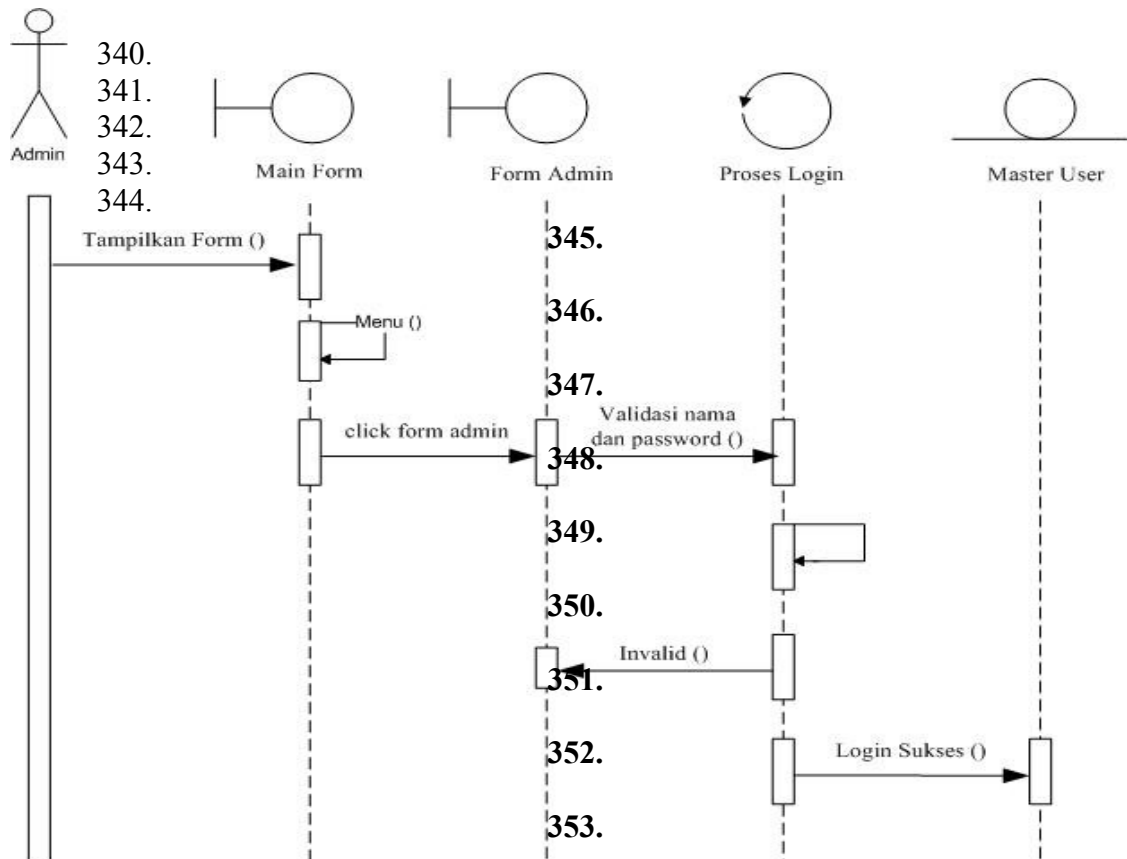 340.
341.
342.
343.
344.
Admin
Main Form
Form Admin
Proses Login
Master User
Tampilkan Form ()
345.
346.
Menu ()
347.
click form admin
Validasi nama
dan password ()
348.
349.
350.
Invalid ()
351.
352.
Login Sukses ()
353.